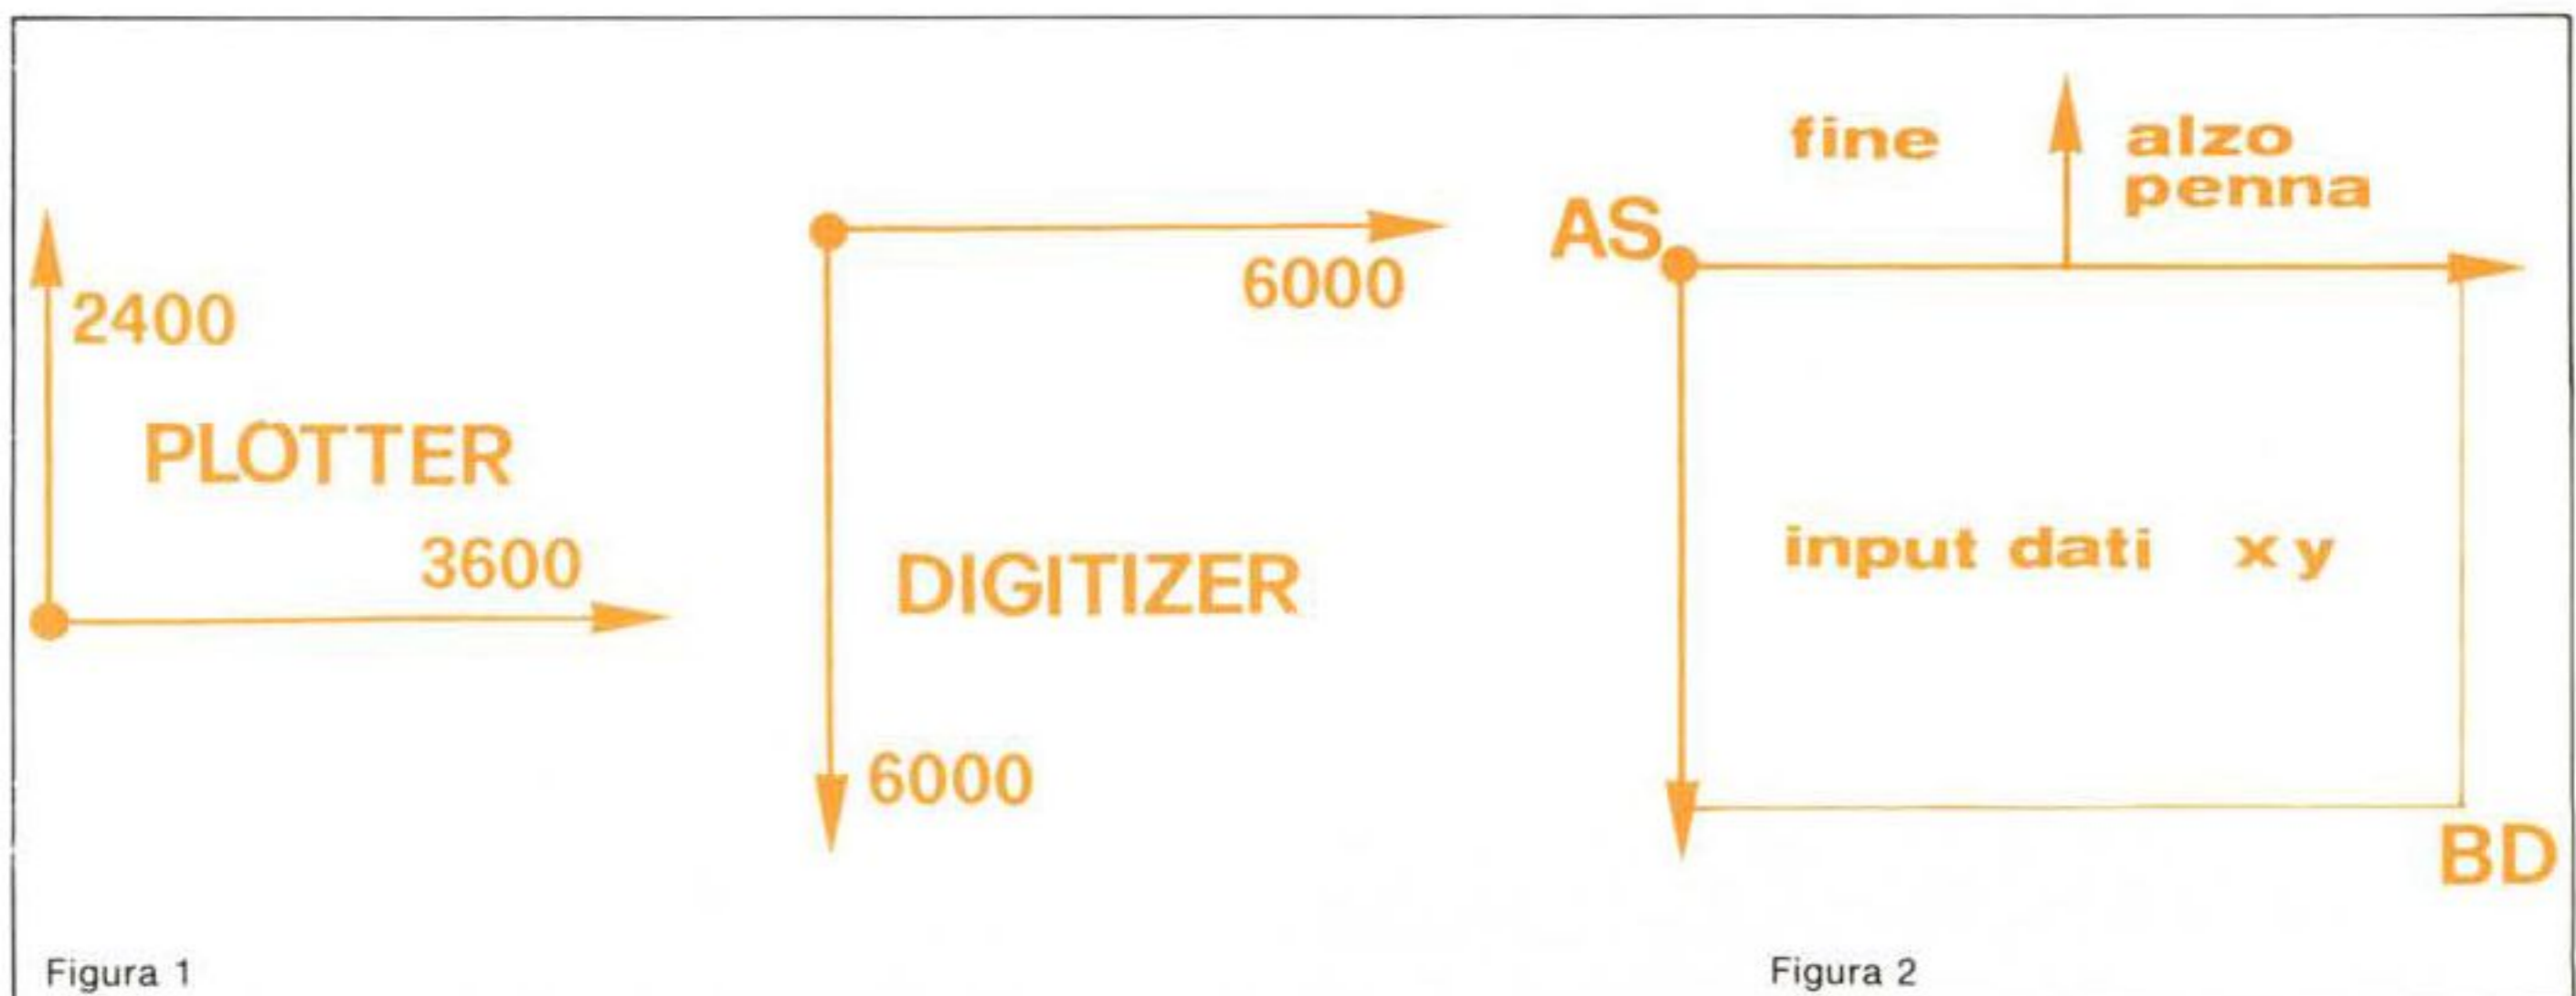 2400
PLOTTER
3600
6000
DIGITIZER
6000
Figura 1
fine
alzo
penna
AS
input dati x y
BD
Figura 2